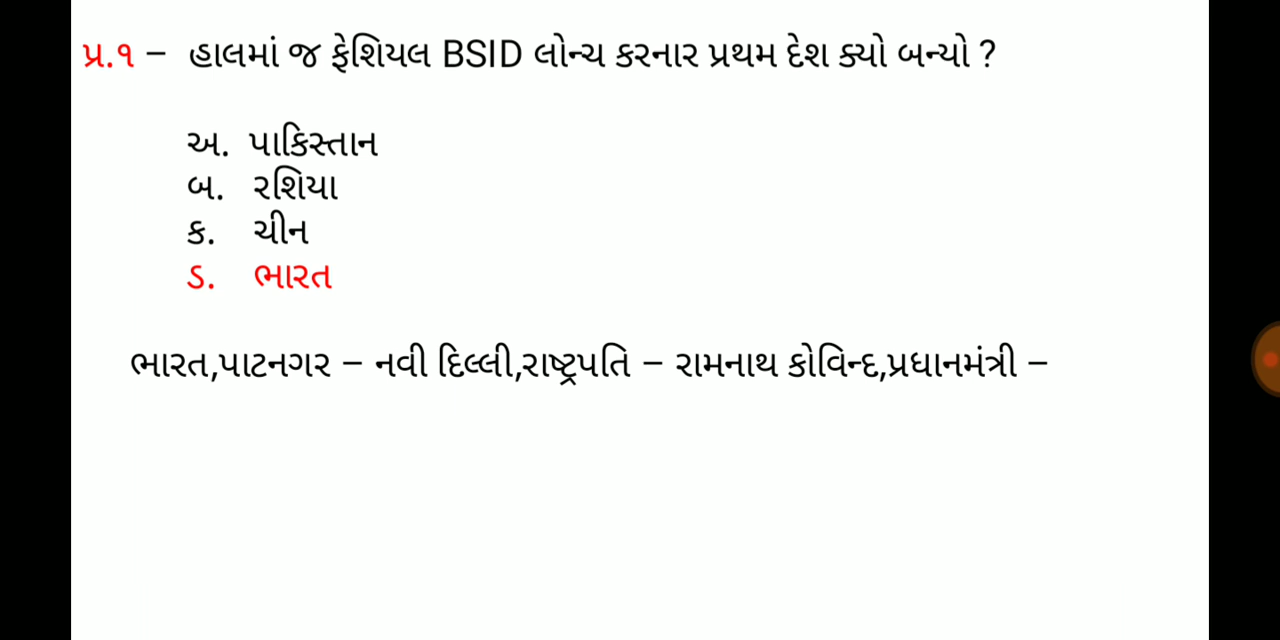 પ્ર.૧ – હાલમાં જ ફેશિયલ BSID લોન્ચ કરનાર પ્રથમ દેશ ક્યો બન્યો ?
અ. પાકિસ્તાન
બ. રશિયા
ક. ચીન
ડ. ભારત
ભારત,પાટનગર – નવી દિલ્લી,રાષ્ટ્રપતિ – રામનાથ કોવિન્દ,પ્રધાનમંત્રી –